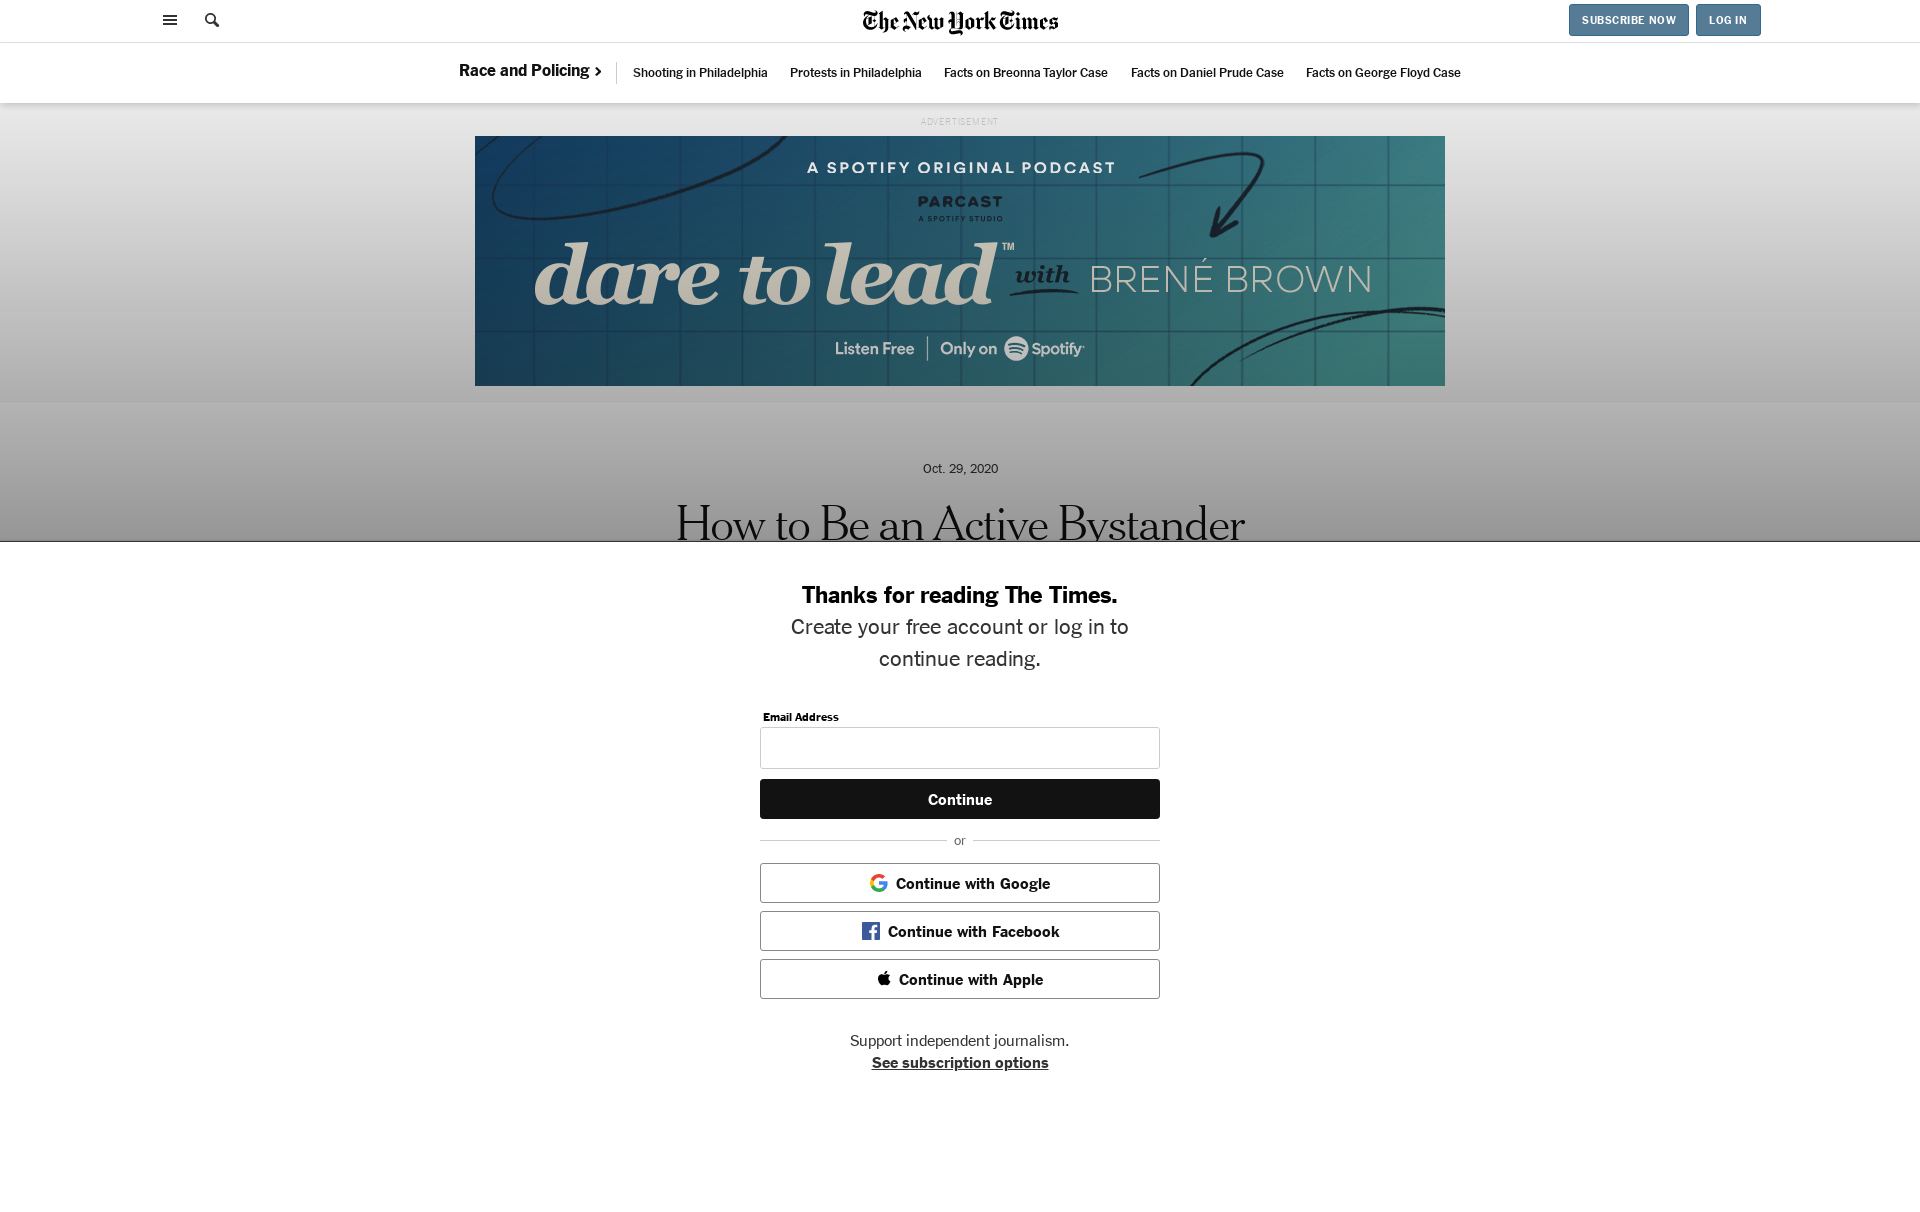 The New York Times
SUBSCRIBE NOW
LOG IN
Race and Policing
Shooting in Philadelphia
Protests in Philadelphia
Facts on Breonna Taylor Case
Facts on Daniel Prude Case
Facts on George Floyd Case
ADVERTISEMENT
A SPOTIFY ORIGINAL PODCAST
PARCAST
A SPOTIFY STUDIO
dare to lead™ with BRENÉ BROWN
Listen Free | Only on Spotify
Oct. 29, 2020
How to Be an Active Bystander
Thanks for reading The Times.
Create your free account or log in to
continue reading.
Email Address
Continue
or
Continue with Google
Continue with Facebook
Continue with Apple
Support independent journalism.
See subscription options